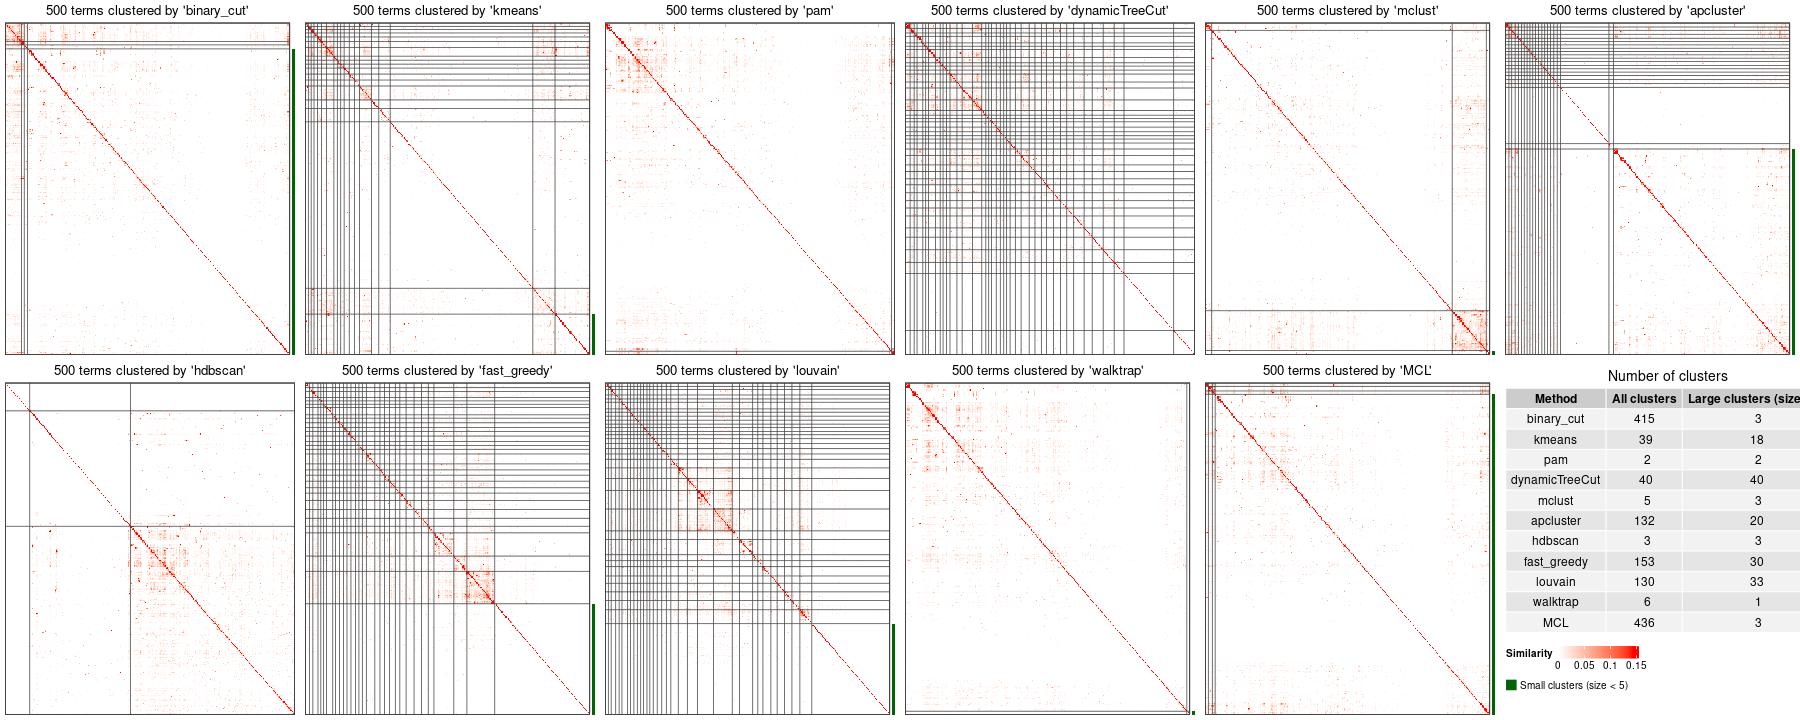 500 terms clustered by 'binary_cut'
500 terms clustered by 'kmeans'
500 terms clustered by 'pam'
500 terms clustered by 'dynamicTreeCut'
500 terms clustered by 'mclust'
500 terms clustered by 'apcluster'
500 terms clustered by 'hdbscan'
500 terms clustered by 'fast_greedy'
500 terms clustered by 'louvain'
500 terms clustered by 'walktrap'
500 terms clustered by 'MCL'
Number of clusters
Method All clusters Large clusters (size
binary_cut 415 3
kmeans 39 18
pam 2 2
dynamicTreeCut 40 40
mclust 5 3
apcluster 132 20
hdbscan 3 3
fast_greedy 153 30
louvain 130 33
walktrap 6 1
MCL 436 3
Similarity
0 0.05 0.1 0.15
Small clusters (size < 5)